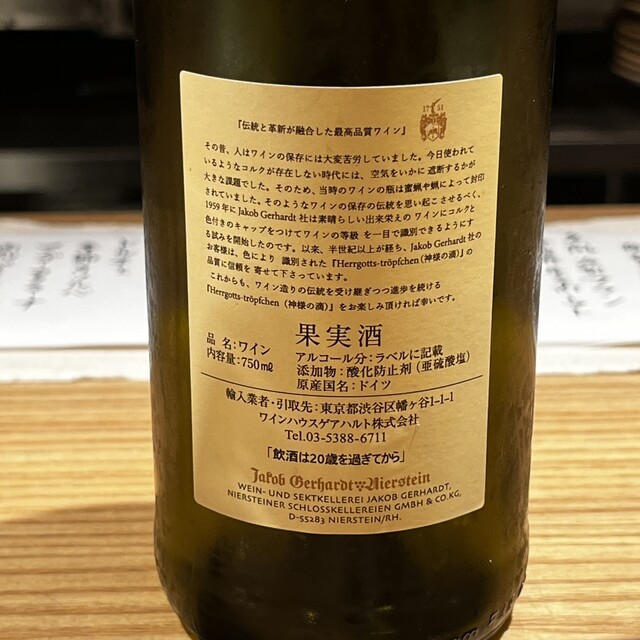 『伝統と革新が融合した最高品質ワイン』
17 51
その昔、人はワインの保存には大変苦労していました。今日使われて
いるようなコルクが存在しない時代には、空気をいかに遮断するかが
大きな課題でした。そのため、当時のワインの瓶は蜜蝋や蝋によって封印
されていました。そのようなワインの保存の伝統を思い起こさせるべく、
1959年にJakob Gerhardt 社は素晴らしい出来栄えの ワインにコルクと
色付きのキャップをつけてワインの等級 を一目で識別できるようにす
る試みを開始したのです。以来、半世紀以上が経ち、Jakob Gerhardt 社の
お客様は、色により 識別された『Herrgotts-tröpfchen（神様の滴）』の
品質に信頼を 寄せて下さっています。
これからも、ワイン造りの伝統を受け継ぎつつ進歩を続ける
『Herrgotts-tröpfchen（神様の滴）』をお楽しみ頂ければ幸いです。
果実酒
品 名：ワイン
内容量：750mℓ
アルコール分：ラベルに記載
添加物：酸化防止剤（亜硫酸塩）
原産国名：ドイツ
輸入業者・引取先：東京都渋谷区幡ヶ谷1-1-1
ワインハウスゲアハルト株式会社
Tel.03-5388-6711
「飲酒は20歳を過ぎてから」
Jakob Gerhardt Nierstein
WEIN- UND SEKTKELLEREI JAKOB GERHARDT,
NIERSTEINER SCHLOSSKELLEREIEN GMBH & CO.KG,
D-55283 NIERSTEIN/RH.